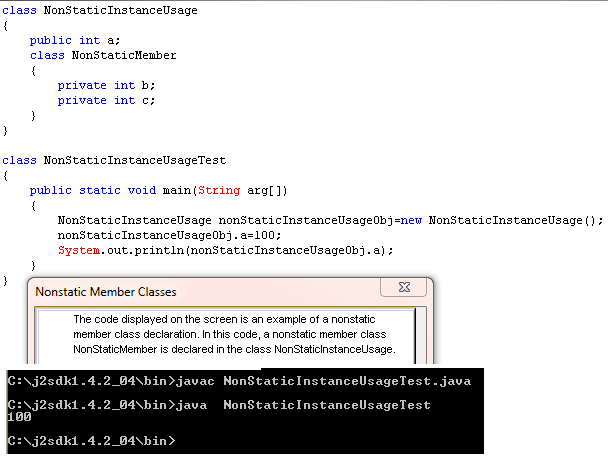 class NonStaticInstanceUsage
{
public int a;
class NonStaticMember
{
private int b;
private int c;
}
}
class NonStaticInstanceUsageTest
{
public static void main(String arg[])
{
NonStaticInstanceUsage nonStaticInstanceUsageObj=new NonStaticInstanceUsage();
nonStaticInstanceUsageObj.a=100;
System.out.println(nonStaticInstanceUsageObj.a);
}
}
Nonstatic Member Classes
The code displayed on the screen is an example of a nonstatic
member class declaration. In this code, a nonstatic member class
NonStaticMember is declared in the class NonStaticInstanceUsage.
C:\j2sdk1.4.2_04\bin>javac NonStaticInstanceUsageTest.java
C:\j2sdk1.4.2_04\bin>java  NonStaticInstanceUsageTest
100
C:\j2sdk1.4.2_04\bin>